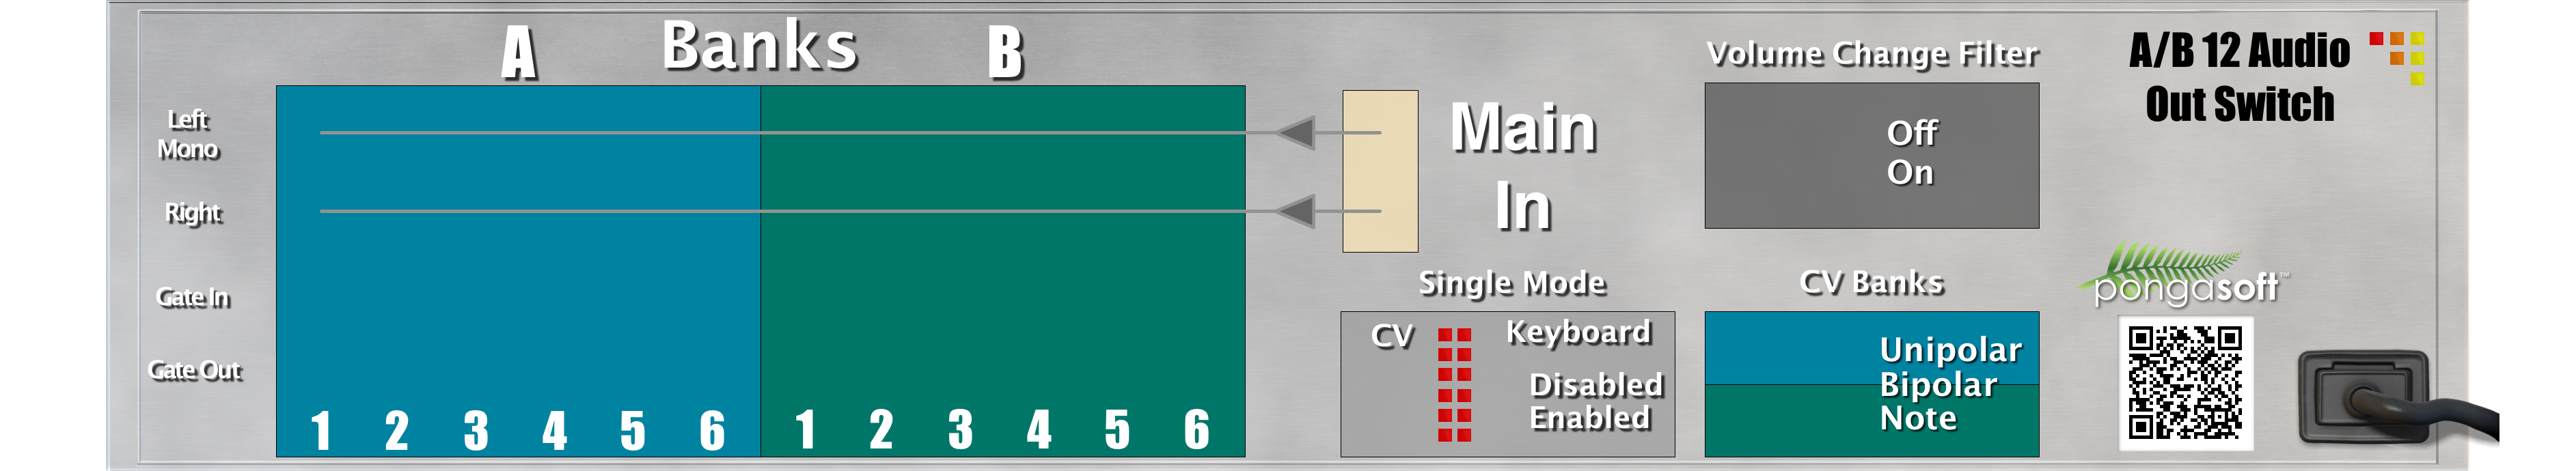 A Banks B
Left
Mono
Right
Gate In
Gate Out
1 2 3 4 5 6 1 2 3 4 5 6
Main
In
Volume Change Filter
Off
On
Single Mode
CV
Keyboard
Disabled
Enabled
CV Banks
Unipolar
Bipolar
Note
A/B 12 Audio
Out Switch
pongasoft™